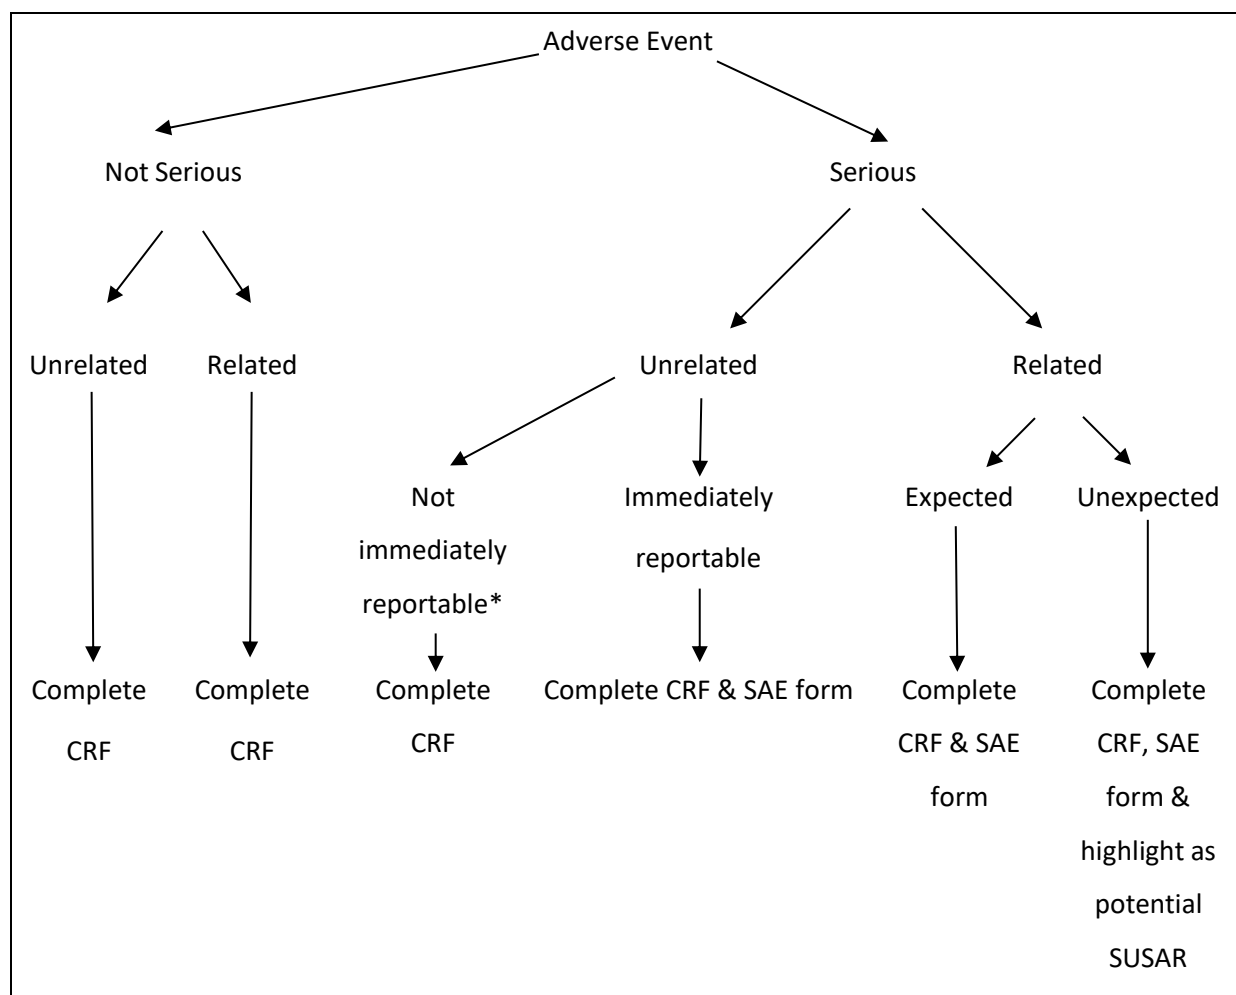 Adverse Event
Not Serious
Serious
Unrelated
Related
Unrelated
Related
Not
immediately
reportable*
Immediately
reportable
Expected
Unexpected
Complete
CRF
Complete
CRF
Complete
CRF
Complete CRF & SAE form
Complete
CRF & SAE
form
Complete
CRF, SAE
form &
highlight as
potential
SUSAR